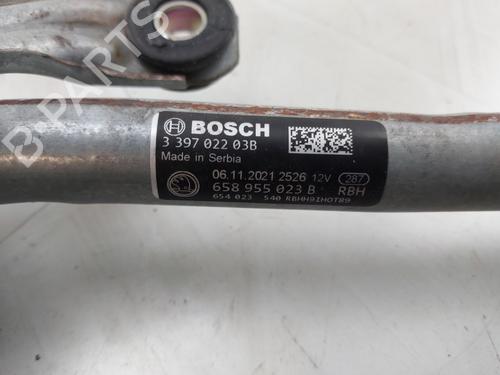 B-PARTS
BOSCH
3 397 022 03B
Made in Serbia
06.11.2021 2526 12V 287
658 955 023 B RBH
654 023 540 RBHH9IHOT89